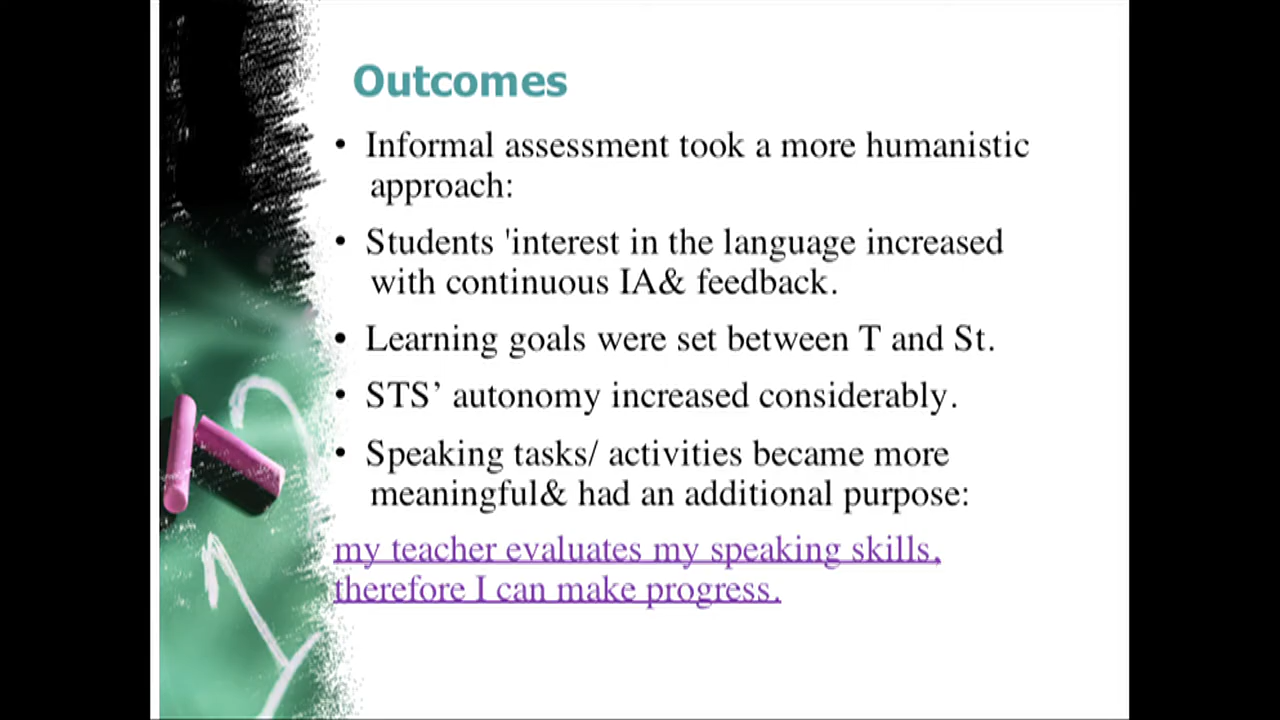 Outcomes
• Informal assessment took a more humanistic
approach:
• Students 'interest in the language increased
with continuous IA& feedback.
• Learning goals were set between T and St.
• STS’ autonomy increased considerably.
• Speaking tasks/ activities became more
meaningful& had an additional purpose:
my teacher evaluates my speaking skills,
therefore I can make progress.